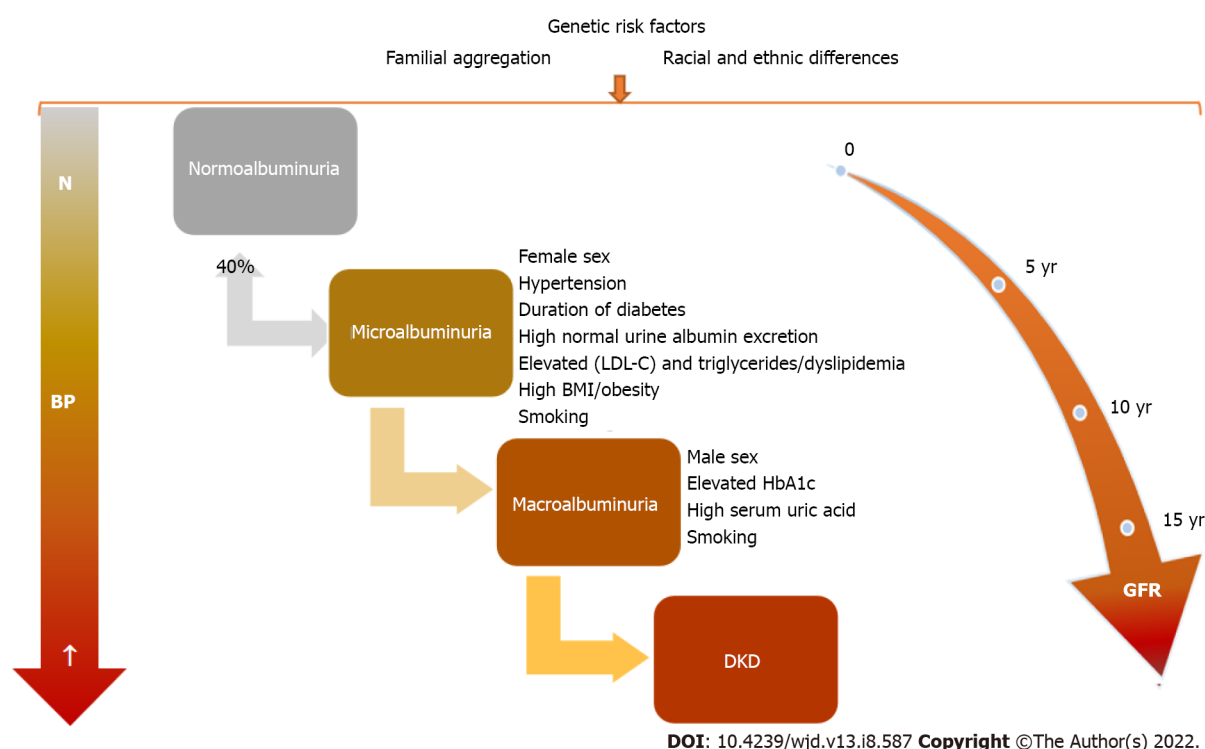 Genetic risk factors
Familial aggregation
Racial and ethnic differences
N
BP
↑
Normoalbuminuria
40%
Microalbuminuria
Female sex
Hypertension
Duration of diabetes
High normal urine albumin excretion
Elevated (LDL-C) and triglycerides/dyslipidemia
High BMI/obesity
Smoking
Macroalbuminuria
Male sex
Elevated HbA1c
High serum uric acid
Smoking
DKD
0
5 yr
10 yr
15 yr
GFR
DOI: 10.4239/wjd.v13.i8.587 Copyright ©The Author(s) 2022.